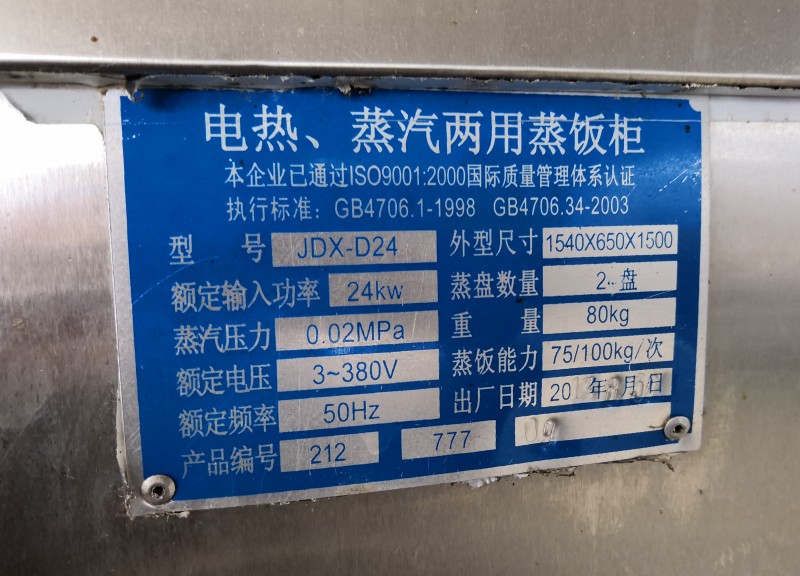 电热、蒸汽两用蒸饭柜
本企业已通过ISO9001:2000国际质量管理体系认证
执行标准：GB4706.1-1998 GB4706.34-2003
型 号 JDX-D24 外型尺寸 1540X650X1500
额定输入功率 24kw 蒸盘数量 2 盘
蒸汽压力 0.02MPa 重 量 80kg
额定电压 3~380V 蒸饭能力 75/100kg/次
额定频率 50Hz 出厂日期 20 年 月 日
产品编号 212 777